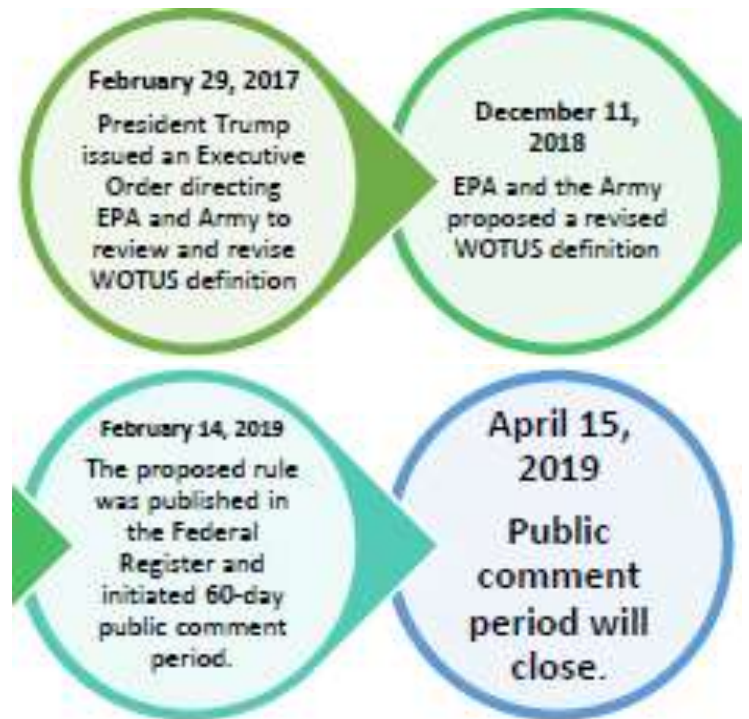 February 29, 2017
President Trump
issued an Executive
Order directing
EPA and Army to
review and revise
WOTUS definition
December 11,
2018
EPA and the Army
proposed a revised
WOTUS definition
February 14, 2019
The proposed rule
was published in
the Federal
Register and
initiated 60-day
public comment
period.
April 15,
2019
Public
comment
period will
close.